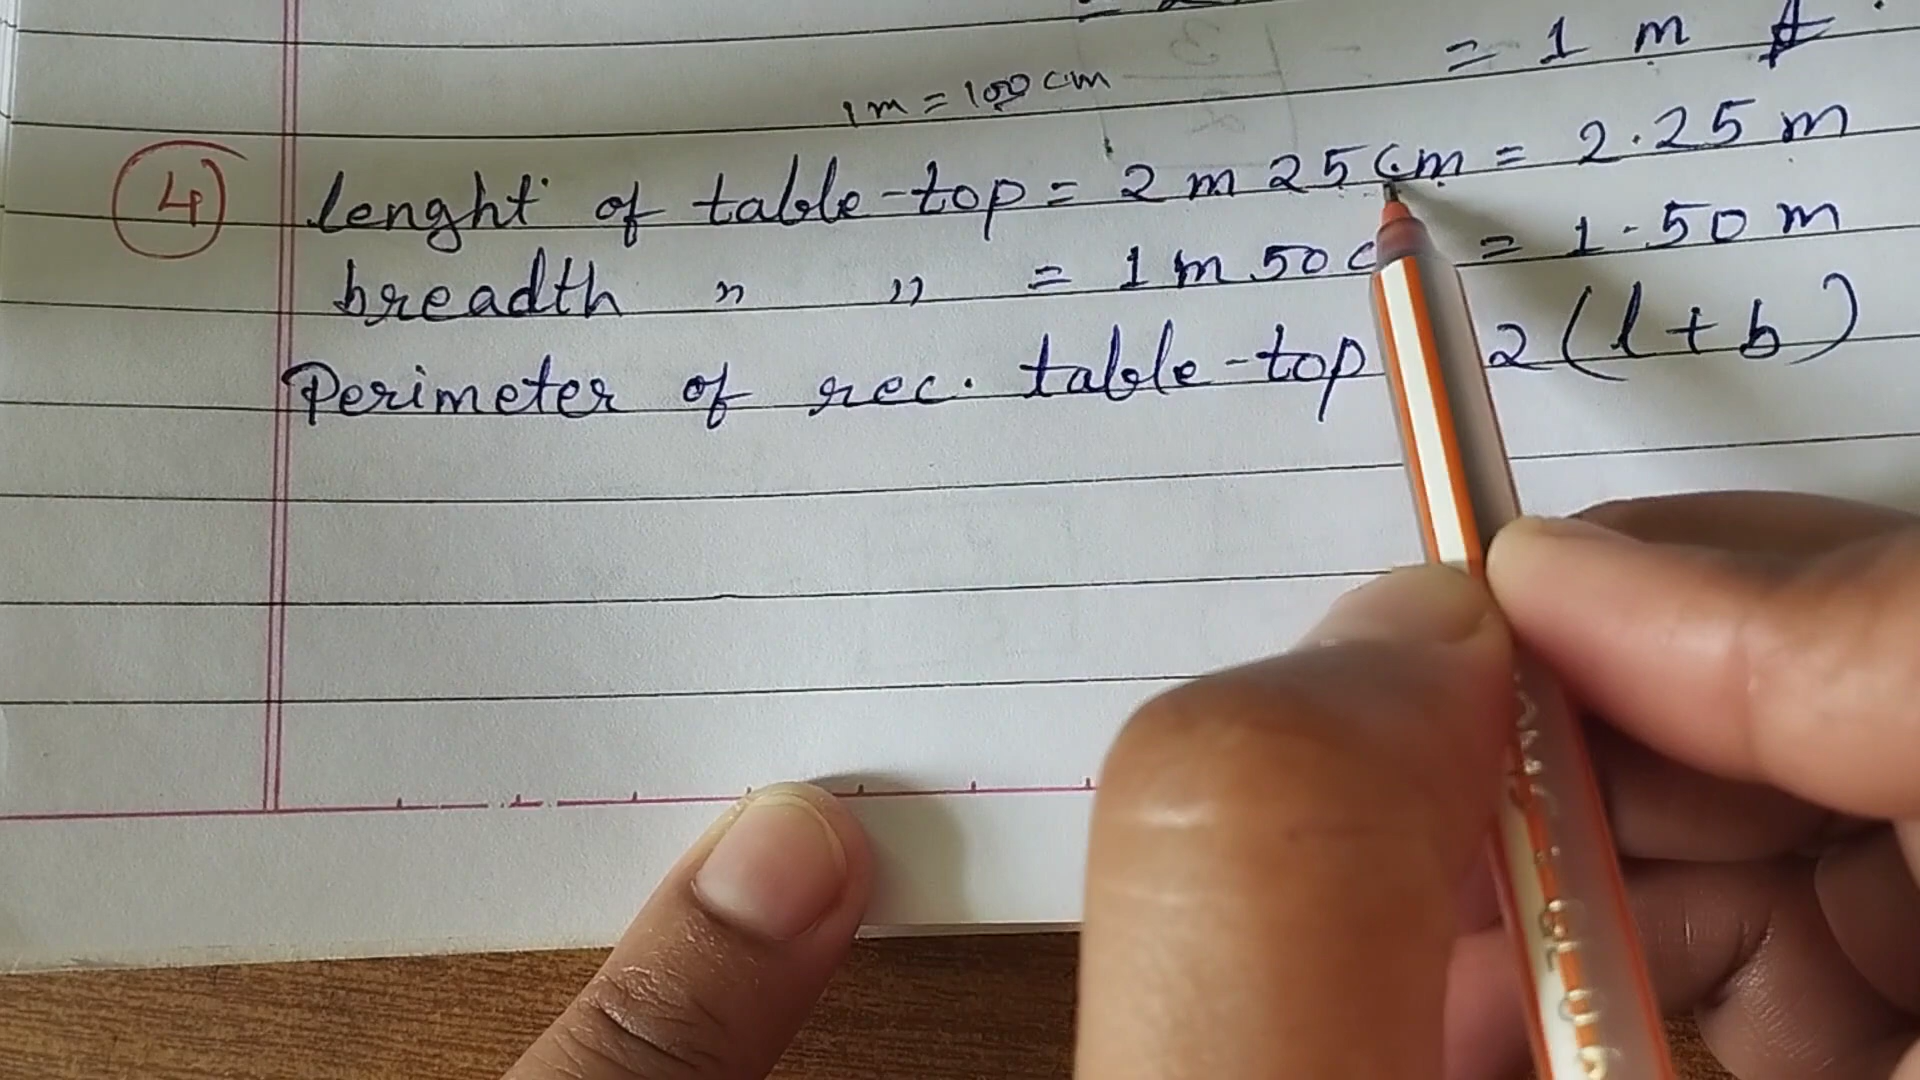 = 1 m
1 m = 100 cm
4 Lenght of table-top = 2 m 25 cm = 2.25 m
breadth " " = 1 m 50 c = 1.50 m
Perimeter of rec. table-top 2 (l + b)